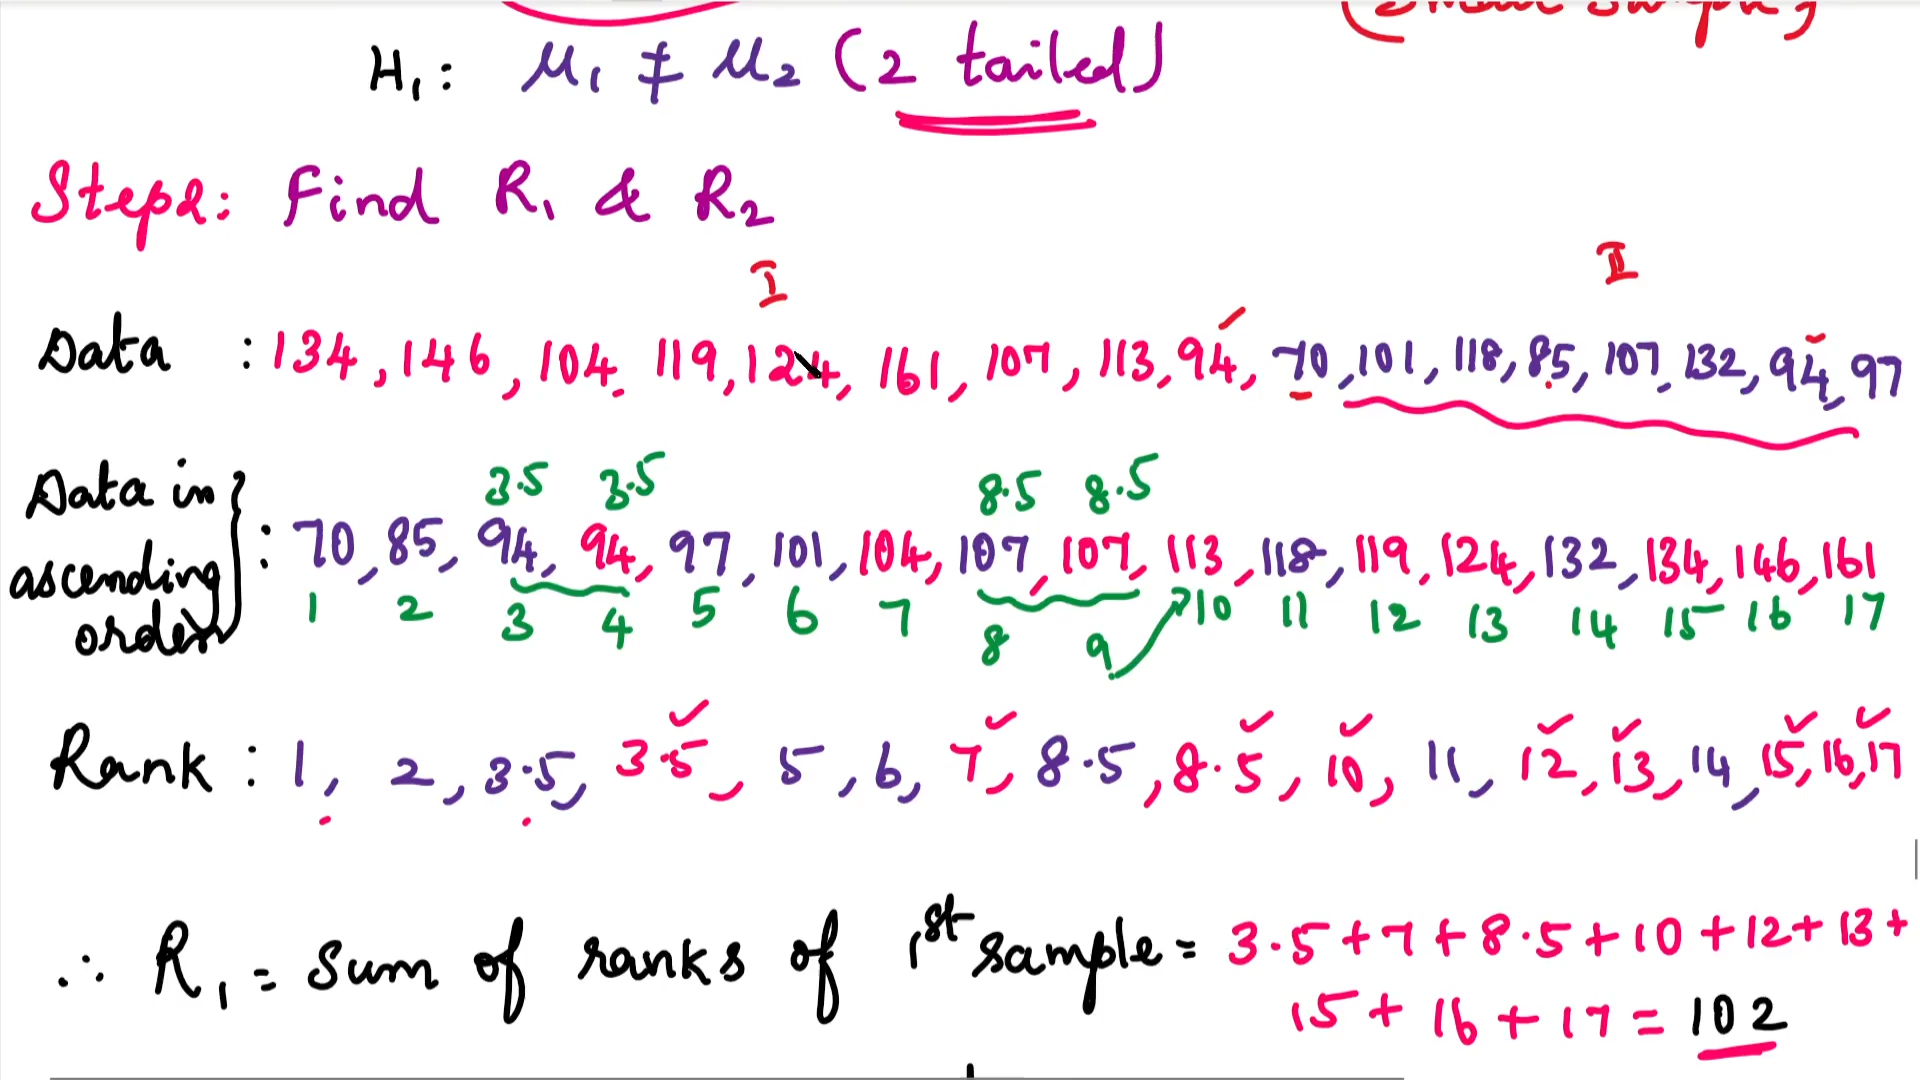 H₁: μ₁ ≠ μ₂ (2 tailed)
Step2: Find R₁ & R₂
I II
Data : 134, 146, 104, 119, 124, 161, 107, 113, 94, 70, 101, 118, 85, 107, 132, 94, 97
3.5 3.5 8.5 8.5
Data in ascending order } : 70, 85, 94, 94, 97, 101, 104, 107, 107, 113, 118, 119, 124, 132, 134, 146, 161
1 2 3 4 5 6 7 8 9 10 11 12 13 14 15 16 17
Rank : 1, 2, 3.5, 3.5, 5, 6, 7, 8.5, 8.5, 10, 11, 12, 13, 14, 15, 16, 17
∴ R₁ = Sum of ranks of 1st sample = 3.5 + 7 + 8.5 + 10 + 12 + 13 +
15 + 16 + 17 = 102